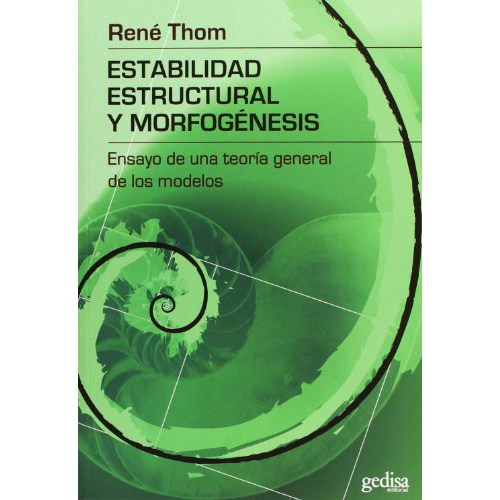 René Thom
ESTABILIDAD
ESTRUCTURAL
Y MORFOGÉNESIS
Ensayo de una teoría general
de los modelos
gedisa
editorial